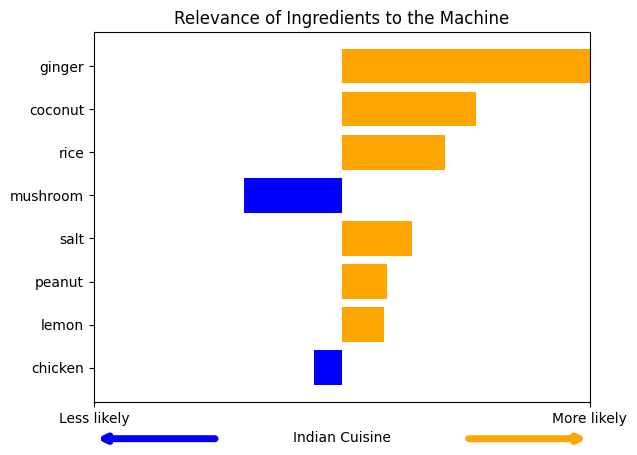 Relevance of Ingredients to the Machine
ginger
coconut
rice
mushroom
salt
peanut
lemon
chicken
Less likely
More likely
Indian Cuisine